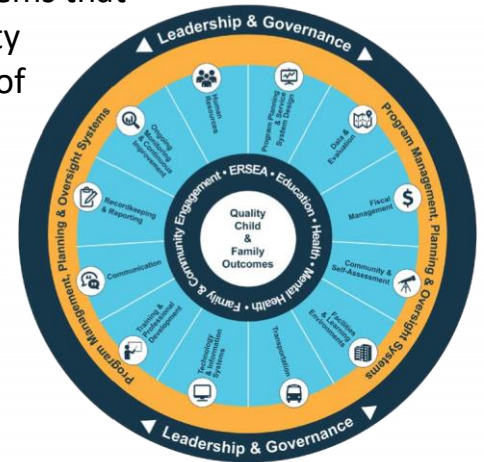 ems that
ty
of
Leadership & Governance
Program Management, Planning & Oversight Systems
Program Management, Planning & Oversight Systems
Human
Resources
Program Planning
& Service
System Design
Data &
Evaluation
Fiscal
Management
Community &
Self-Assessment
Facilities
& Learning
Environments
Transportation
Technology
& Information
Systems
Training &
Professional
Development
Communication
Recordkeeping
& Reporting
Ongoing
Monitoring
& Continuous
Improvement
$
Family & Community Engagement • ERSEA • Education • Health • Mental Health •
Quality
Child
&
Family
Outcomes
Leadership & Governance